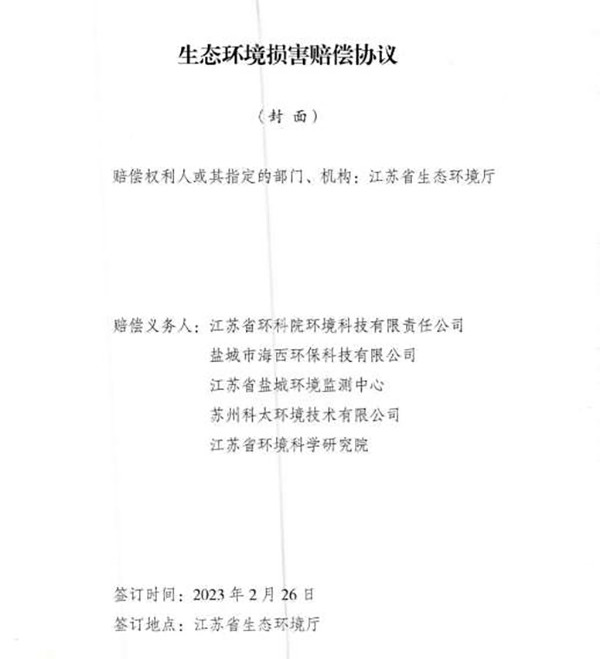 生态环境损害赔偿协议
（封 面）
赔偿权利人或其指定的部门、机构：江苏省生态环境厅
赔偿义务人：江苏省环科院环境科技有限责任公司
盐城市海西环保科技有限公司
江苏省盐城环境监测中心
苏州科太环境技术有限公司
江苏省环境科学研究院
签订时间：2023 年 2 月 26 日
签订地点：江苏省生态环境厅